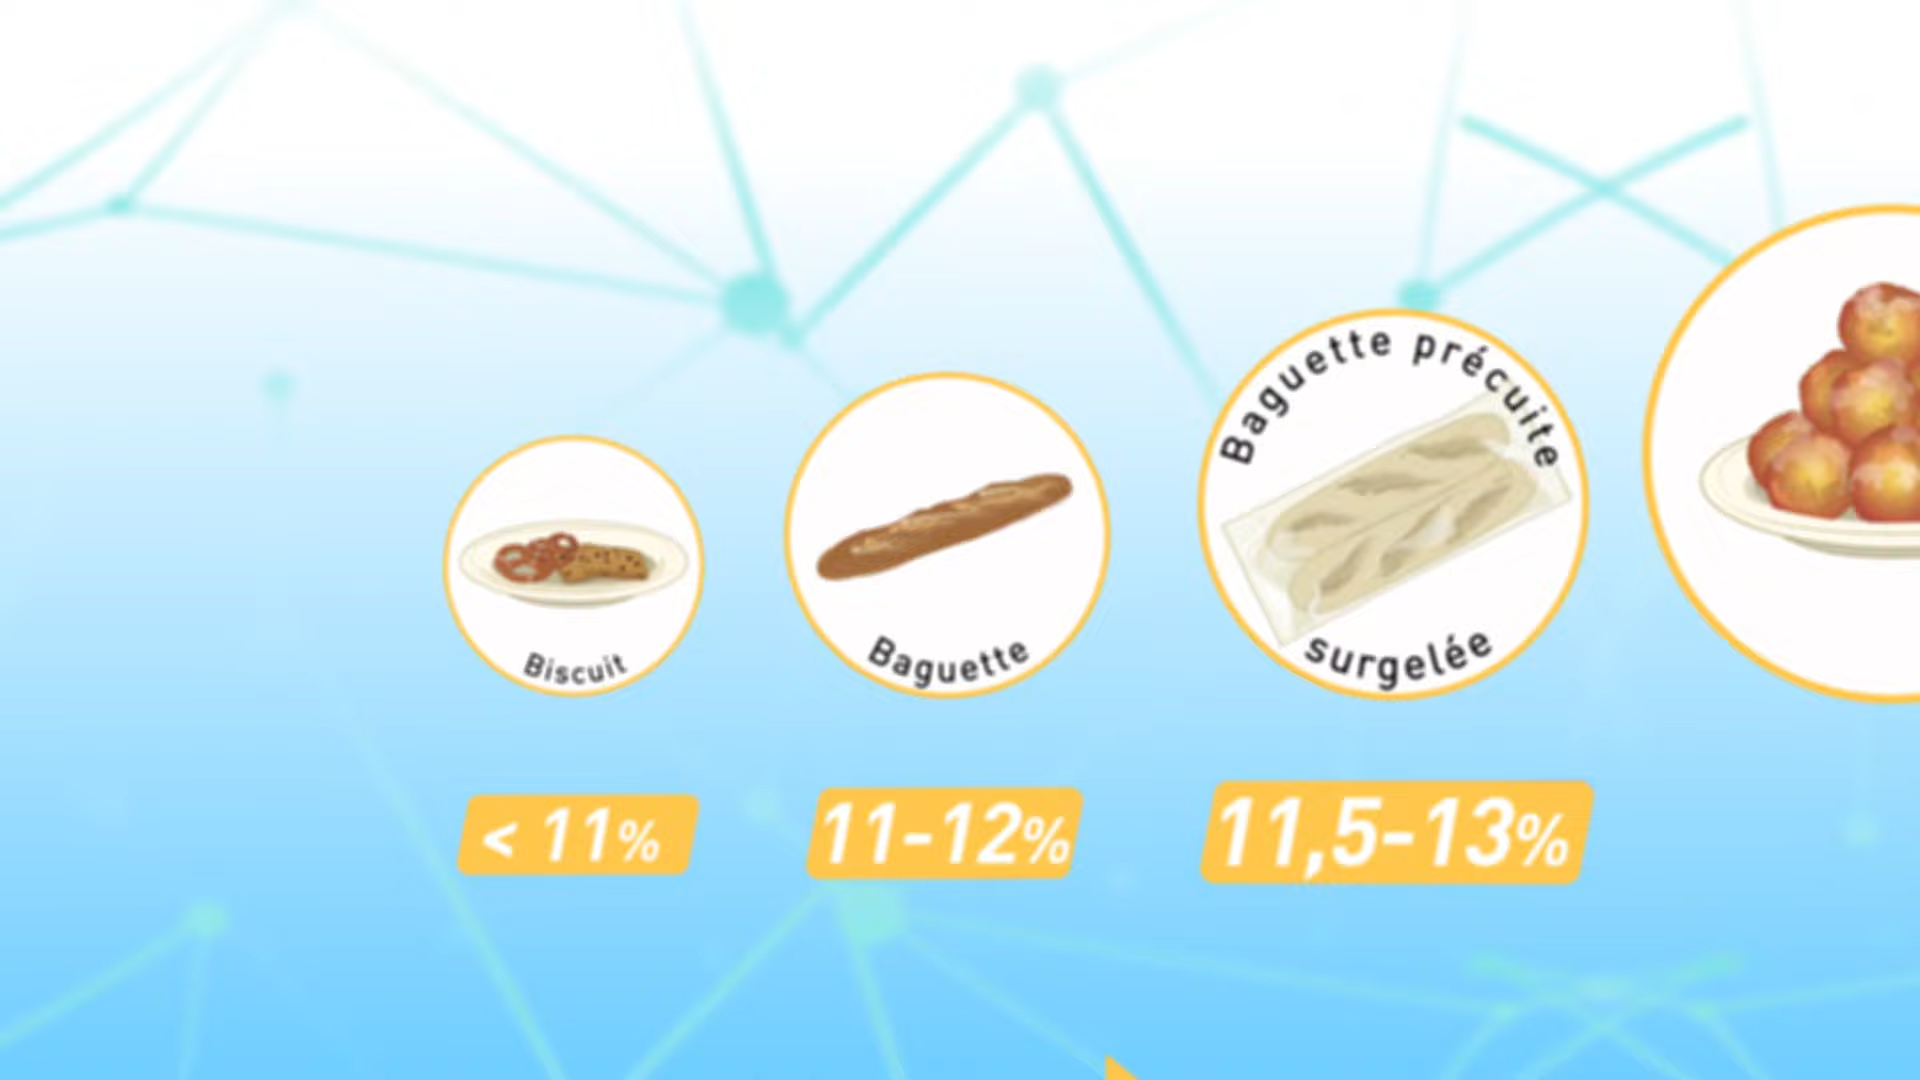 Biscuit
< 11%
Baguette
11-12%
Baguette précuite
surgelée
11,5-13%